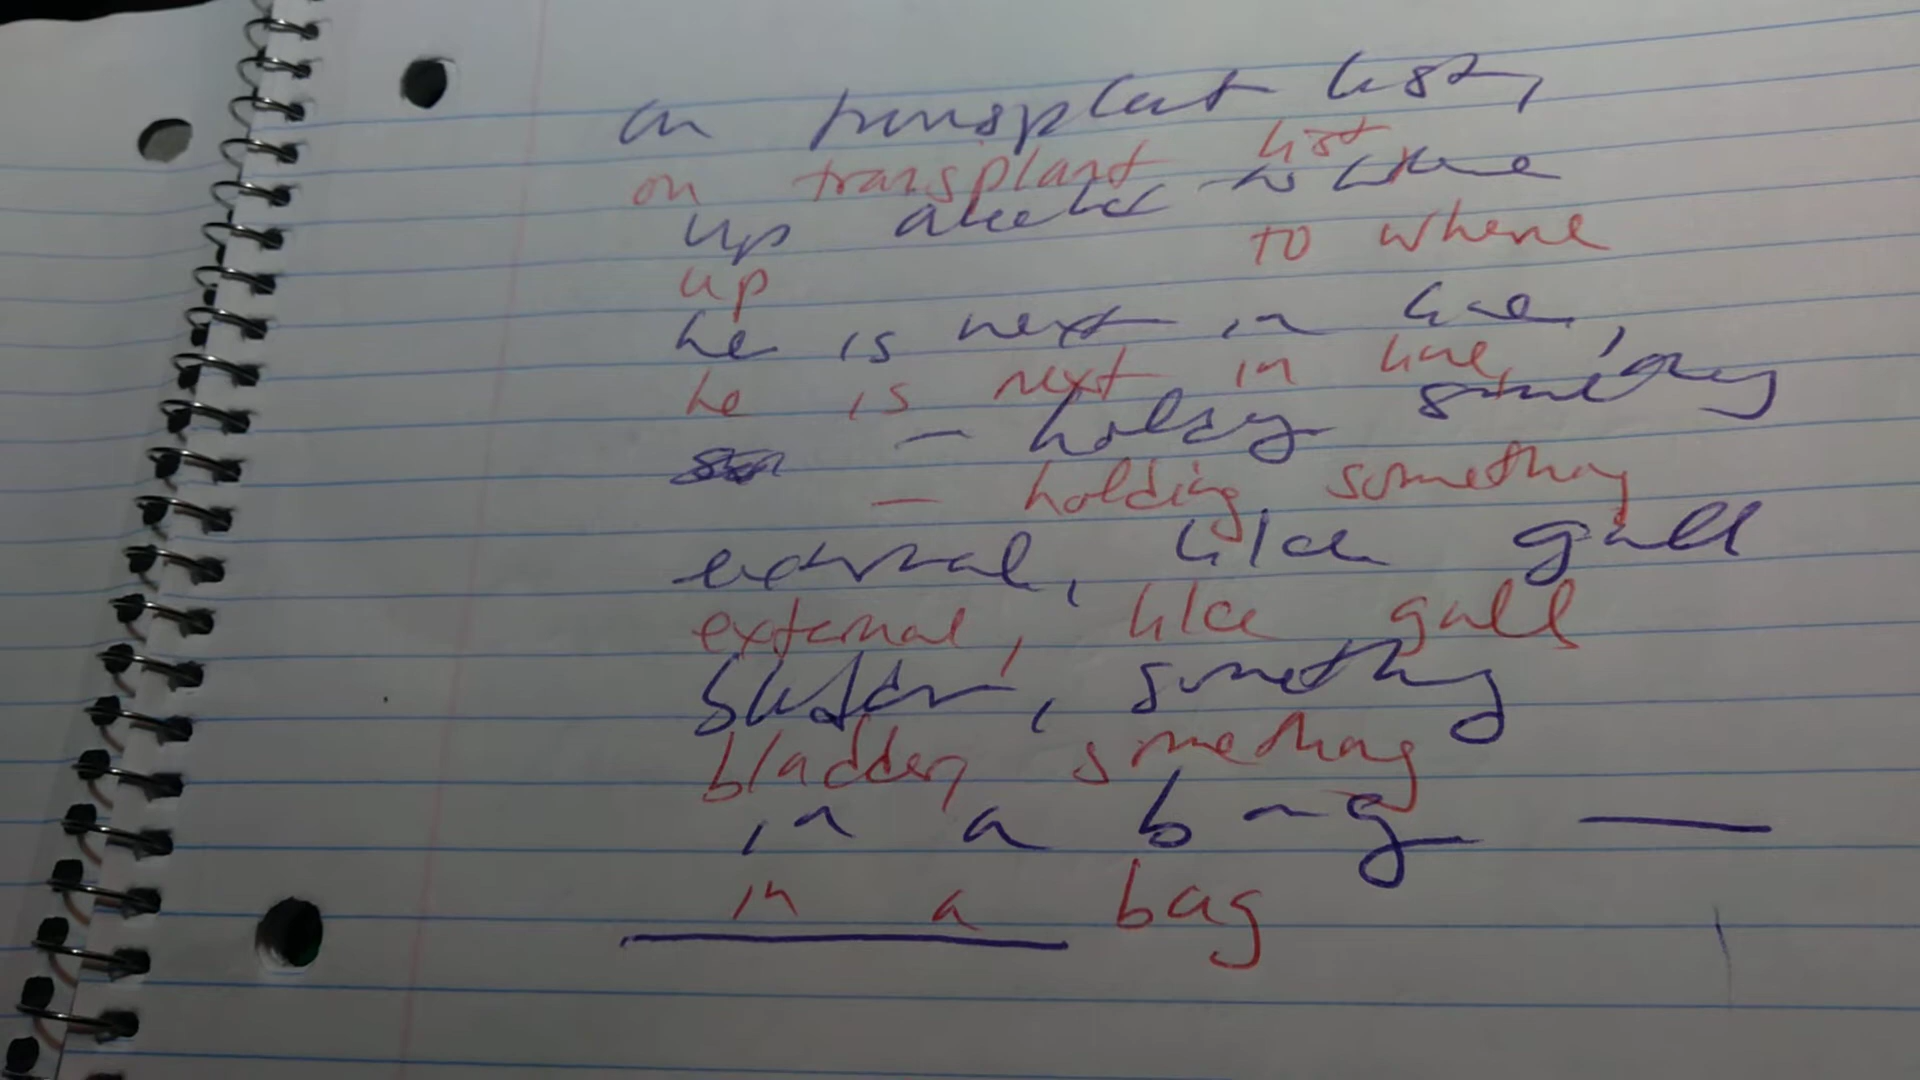 on transplant list,
on transplant list,
up to where
up to where
he is next in line,
he is next in line,
— holding something
— holding something
external, like gall
external, like gall
bladder, something
bladder, something
in a bag —
in a bag